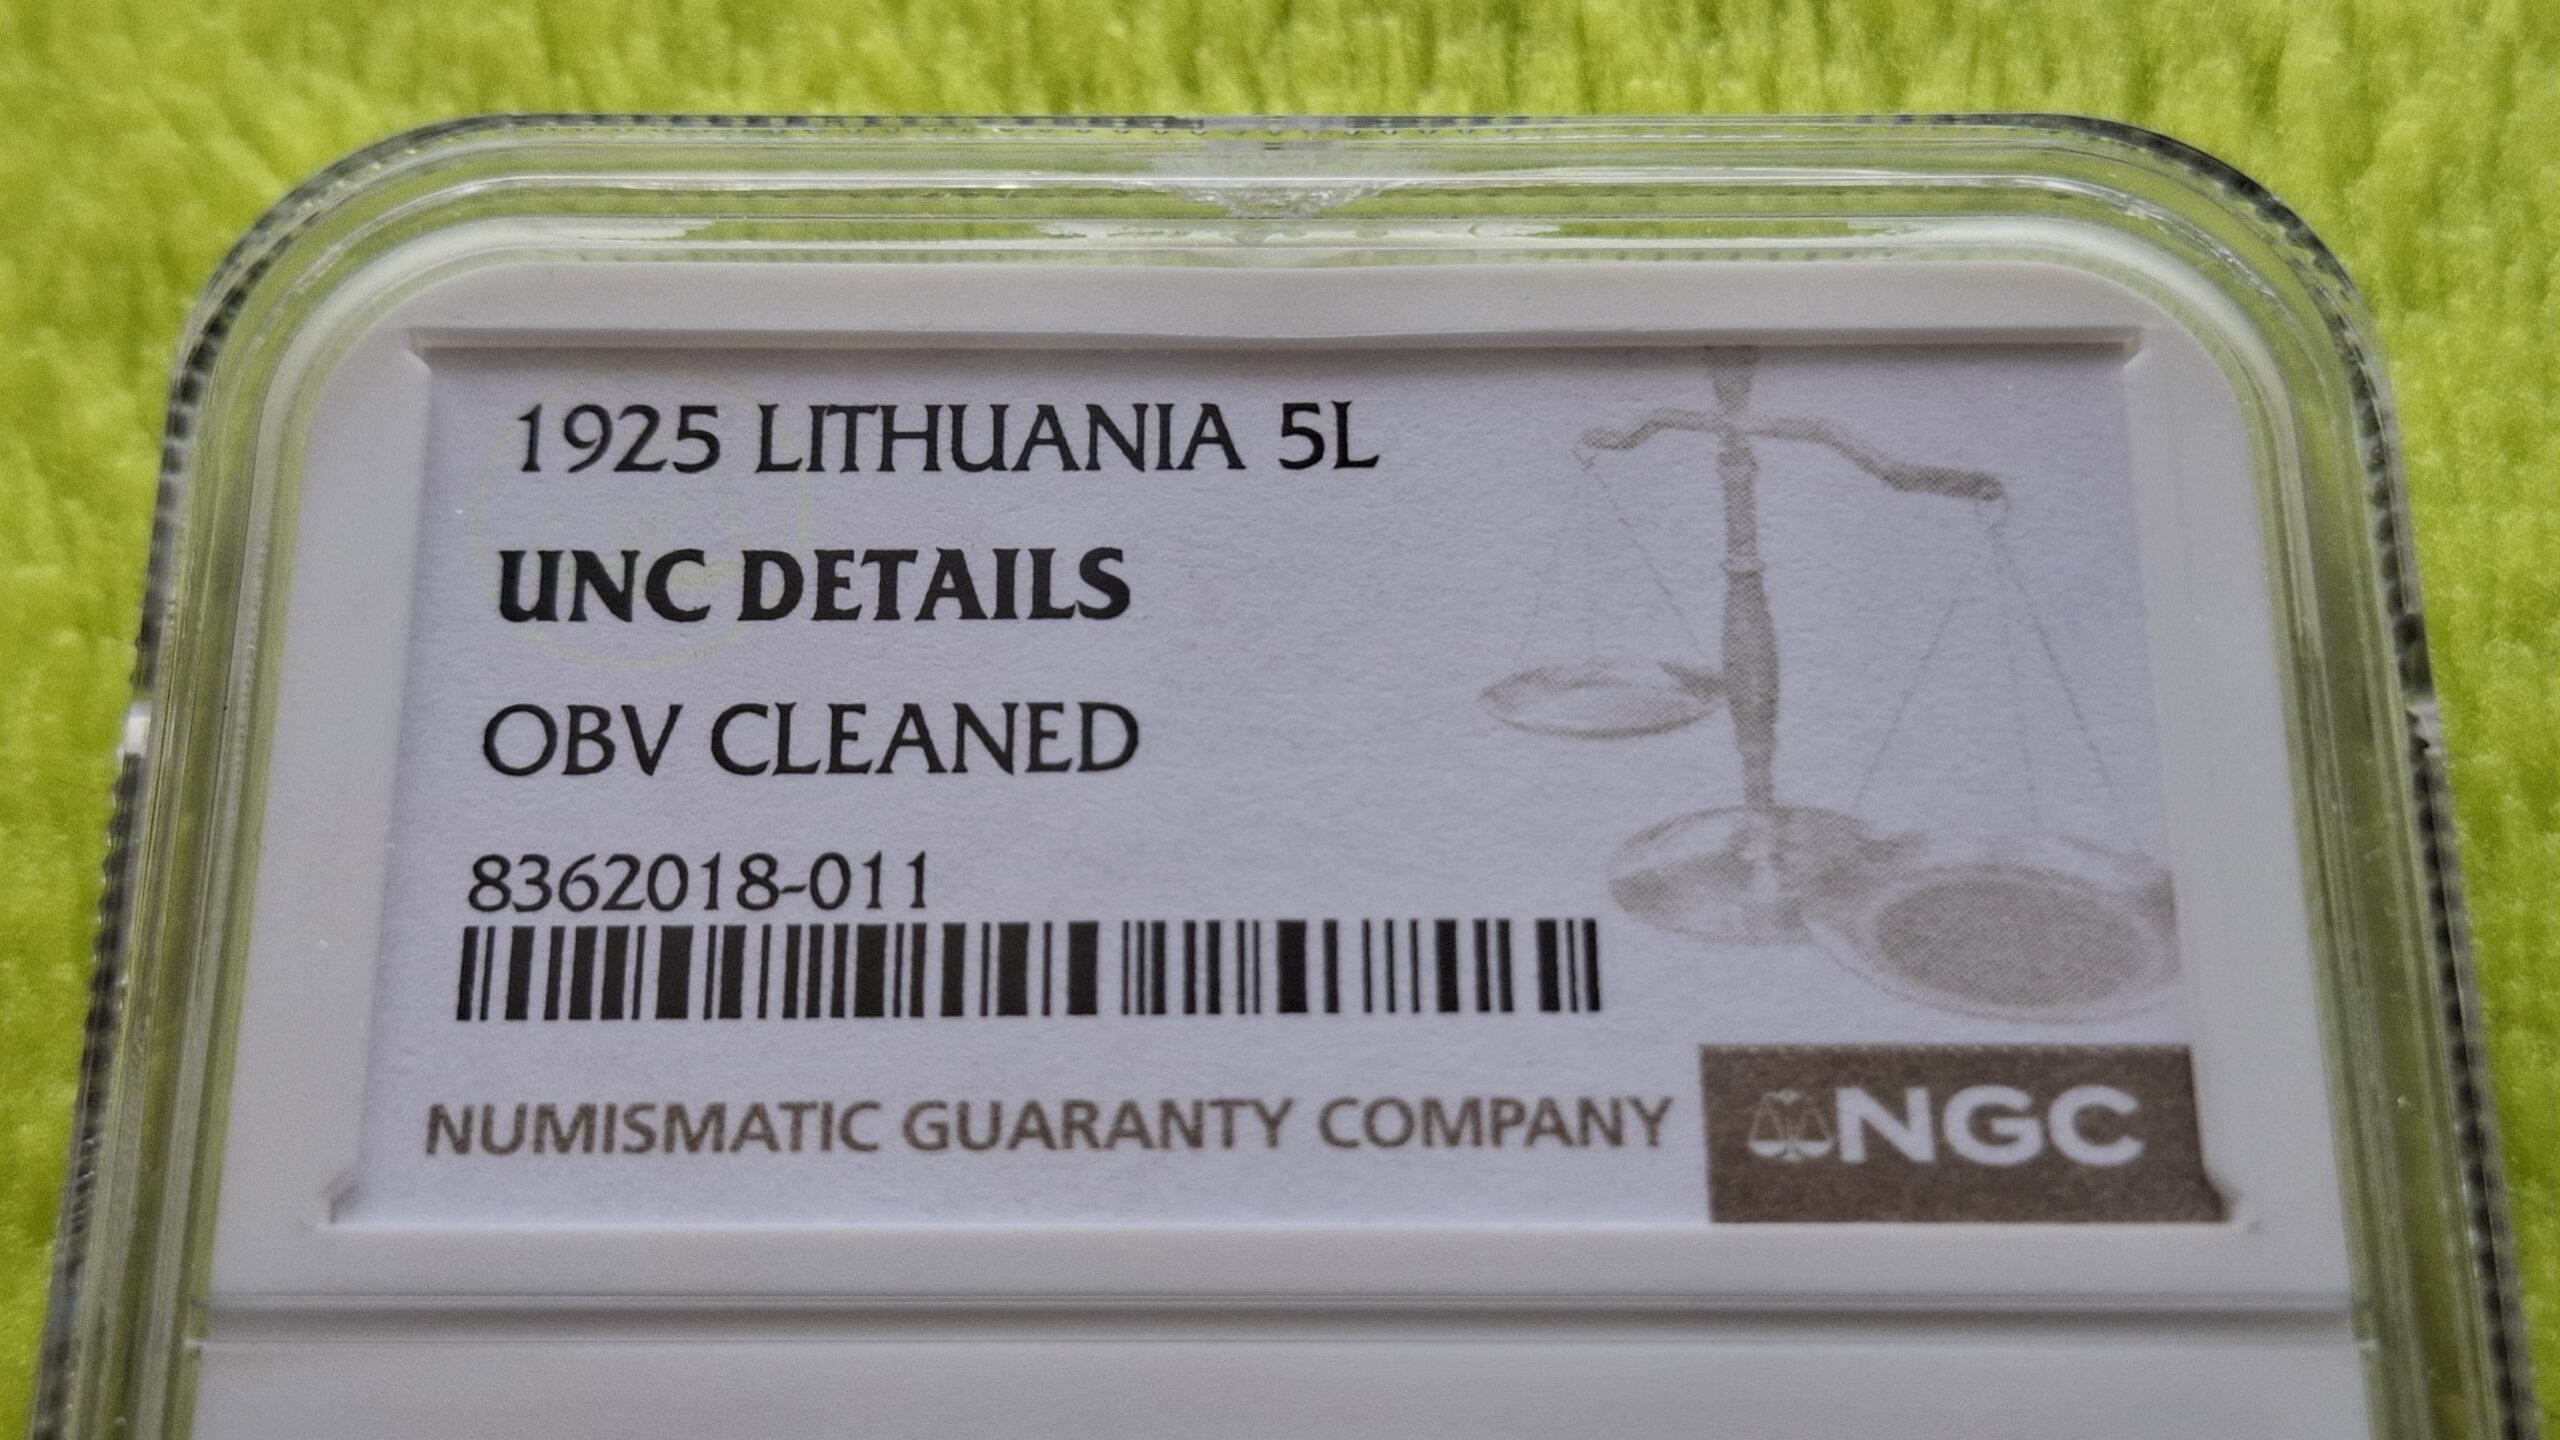 1925 LITHUANIA 5L
UNC DETAILS
OBV CLEANED
8362018-011
NUMISMATIC GUARANTY COMPANY
NGC